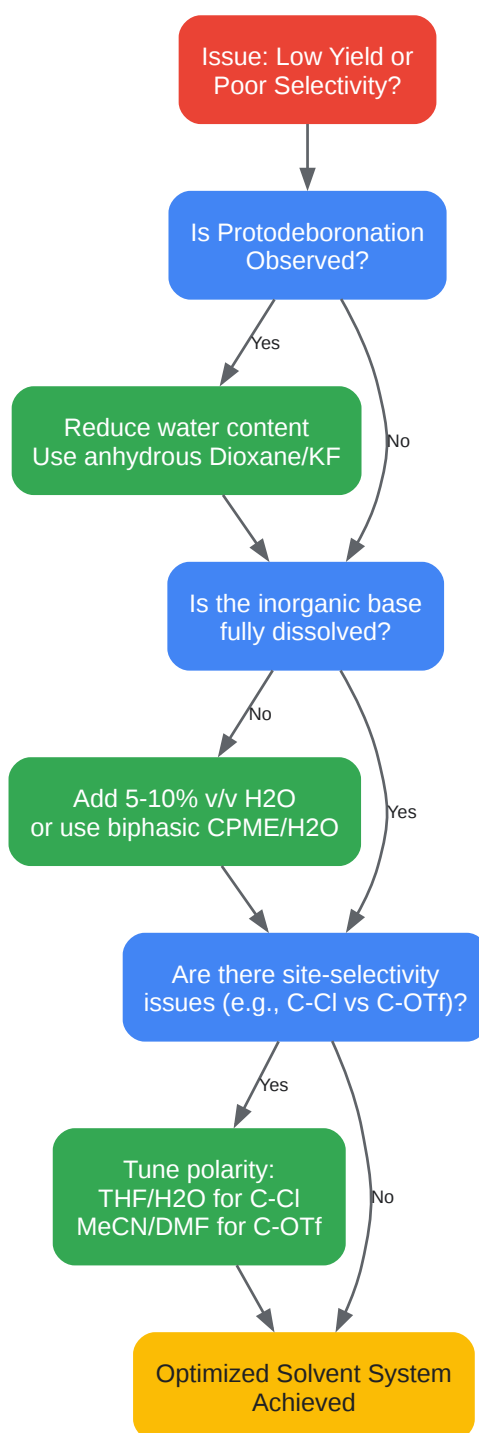 Issue: Low Yield or
Poor Selectivity?
Is Protodeboronation
Observed?
Yes
No
Reduce water content
Use anhydrous Dioxane/KF
Is the inorganic base
fully dissolved?
No
Yes
Add 5-10% v/v H2O
or use biphasic CPME/H2O
Are there site-selectivity
issues (e.g., C-Cl vs C-OTf)?
Yes
No
Tune polarity:
THF/H2O for C-Cl
MeCN/DMF for C-OTf
Optimized Solvent System
Achieved